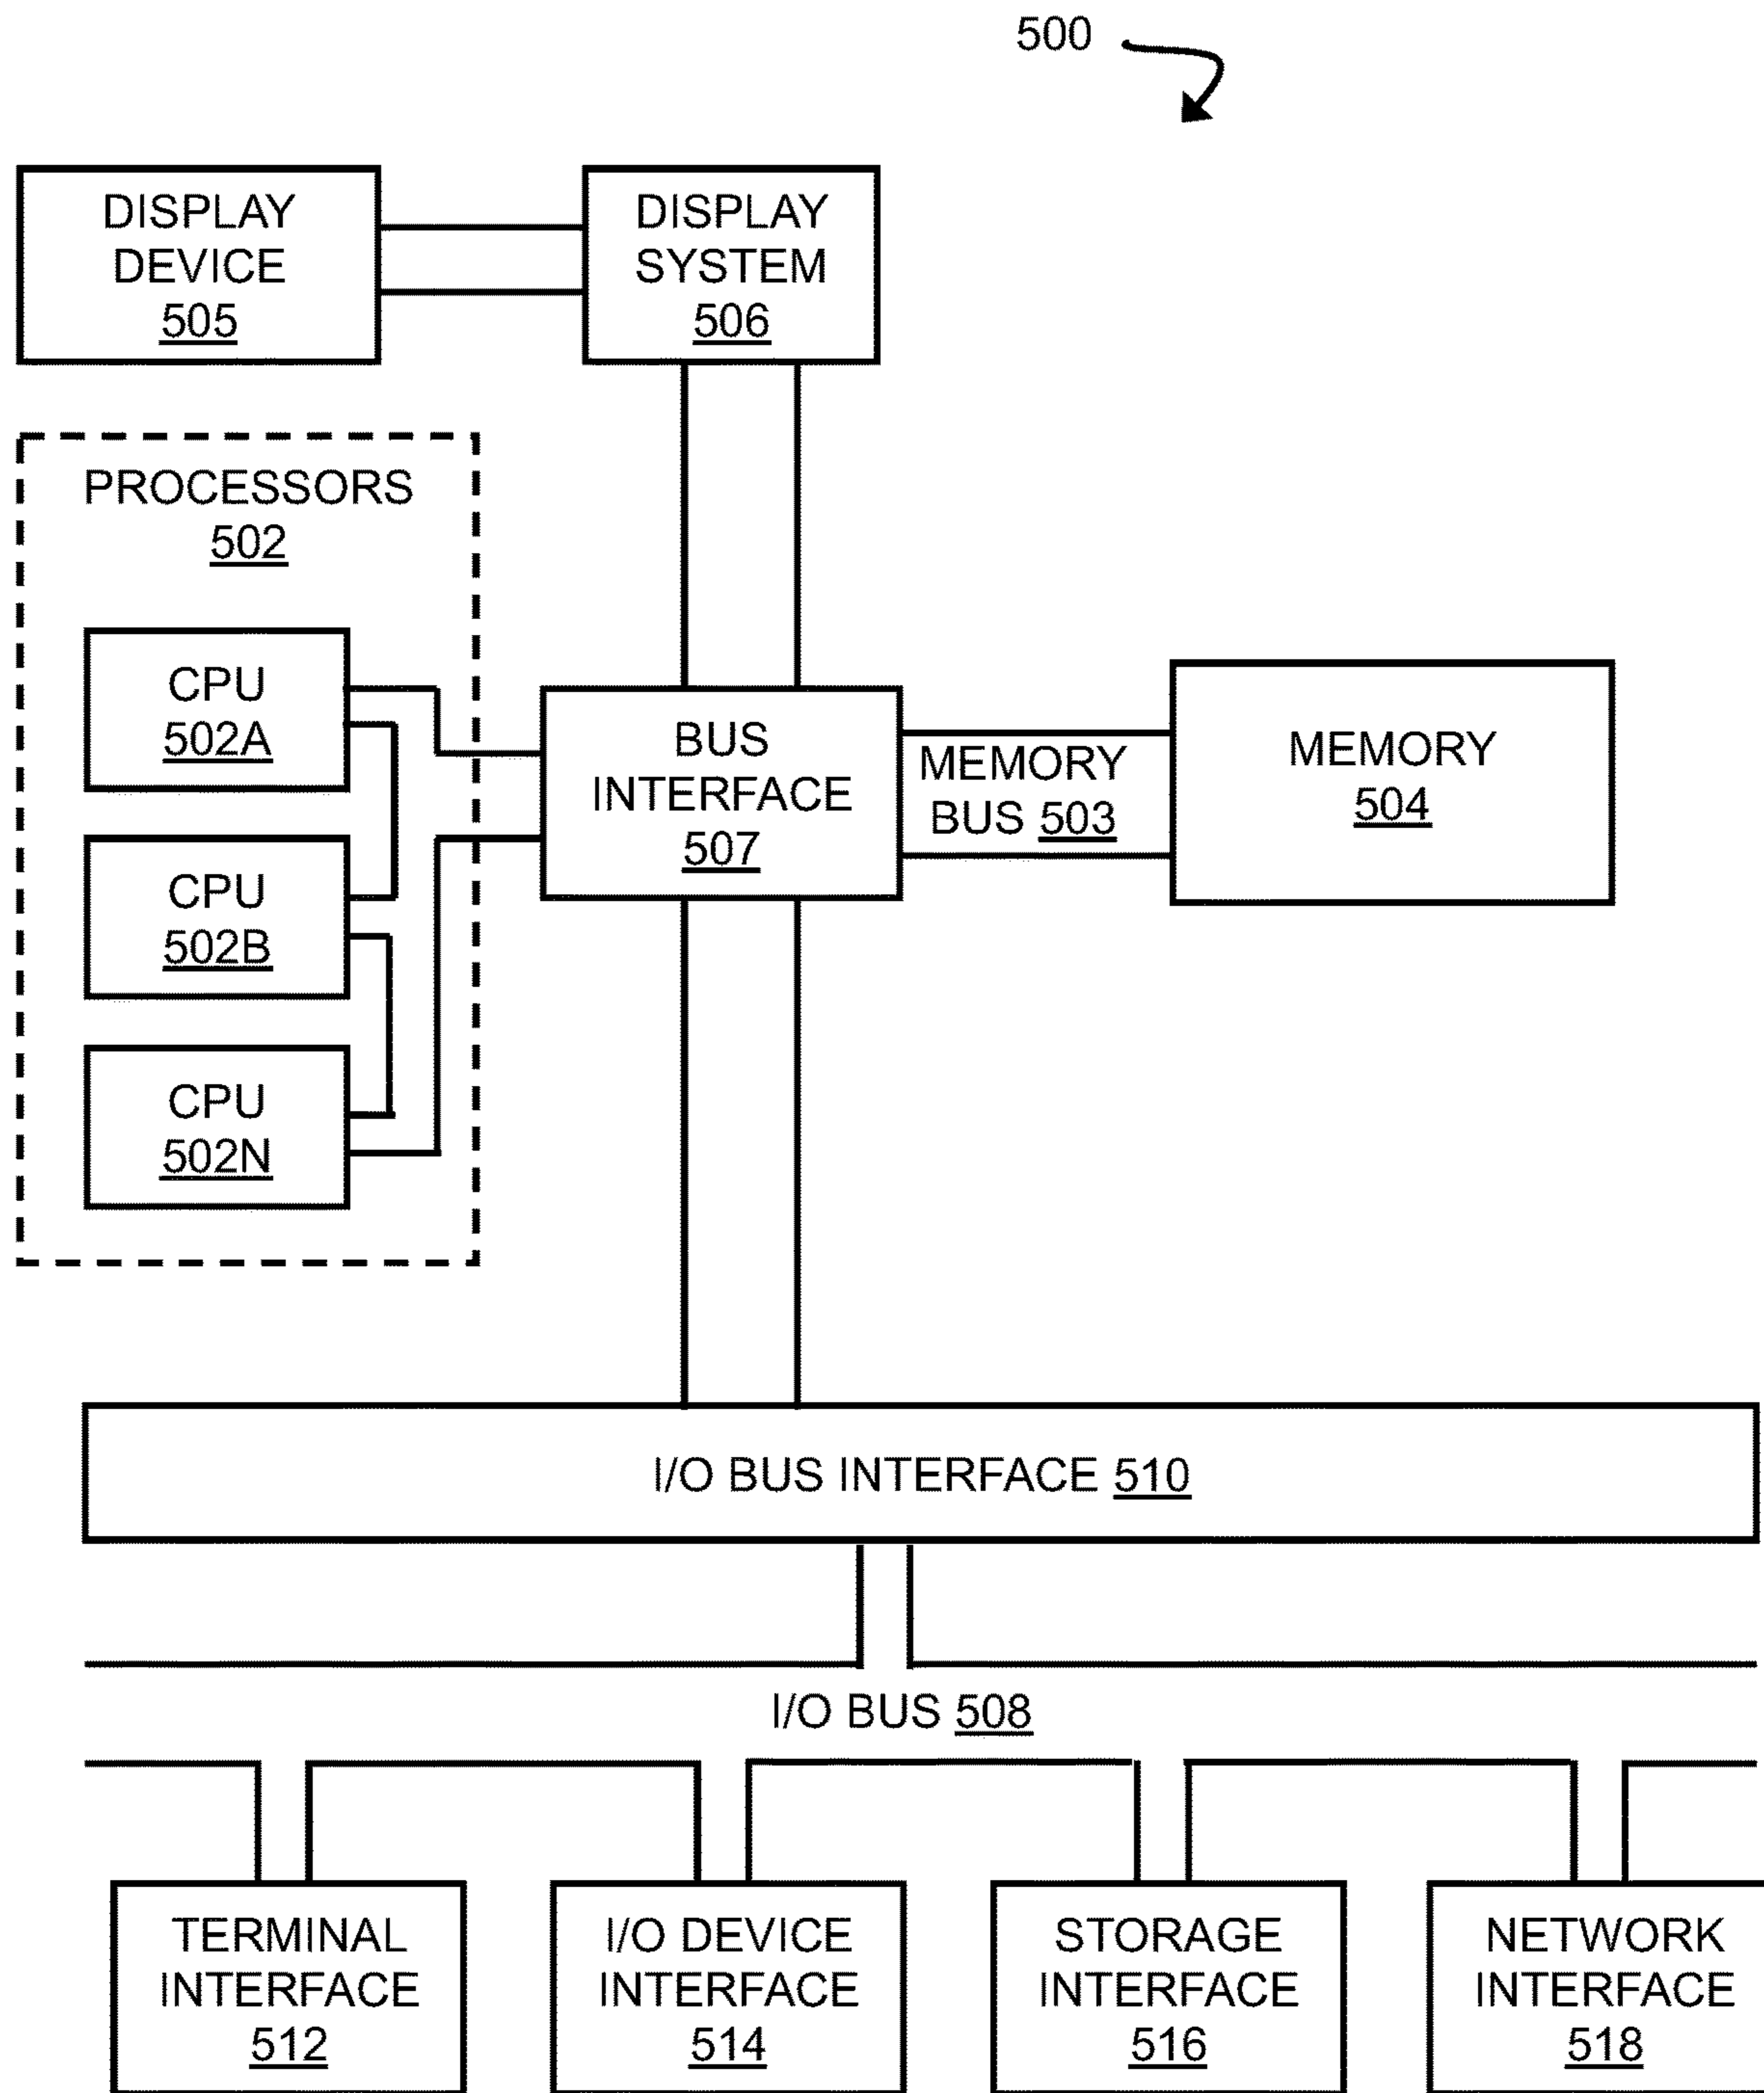 500
DISPLAY
DEVICE
505
DISPLAY
SYSTEM
506
PROCESSORS
502
CPU
502A
CPU
502B
CPU
502N
BUS
INTERFACE
507
MEMORY
BUS 503
MEMORY
504
I/O BUS INTERFACE 510
I/O BUS 508
TERMINAL
INTERFACE
512
I/O DEVICE
INTERFACE
514
STORAGE
INTERFACE
516
NETWORK
INTERFACE
518